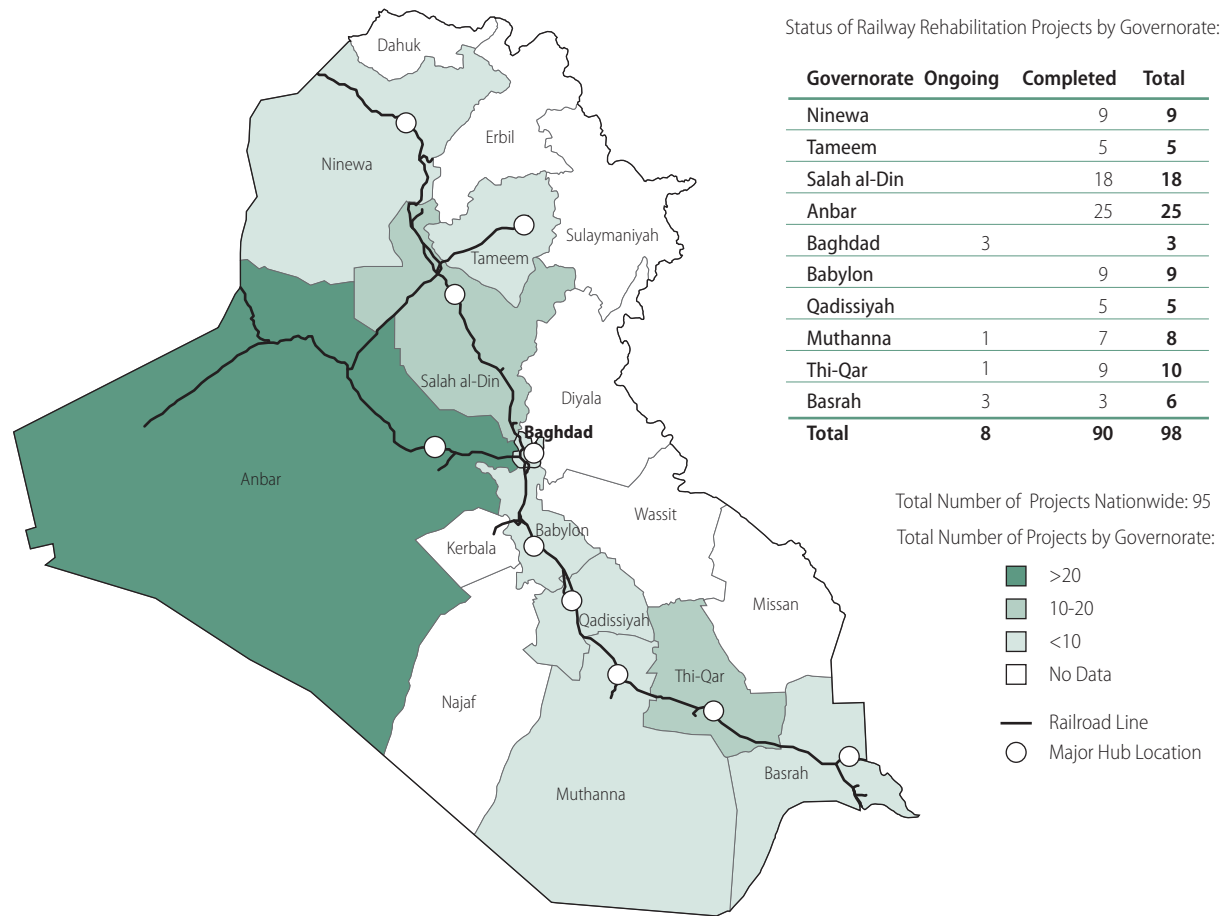 Status of Railway Rehabilitation Projects by Governorate:
Governorate Ongoing Completed Total
Ninewa 9 9
Tameem 5 5
Salah al-Din 18 18
Anbar 25 25
Baghdad 3 3
Babylon 9 9
Qadissiyah 5 5
Muthanna 1 7 8
Thi-Qar 1 9 10
Basrah 3 3 6
Total 8 90 98
Total Number of Projects Nationwide: 95
Total Number of Projects by Governorate:
>20
10-20
<10
No Data
Railroad Line
Major Hub Location
Dahuk
Erbil
Ninewa
Sulaymaniyah
Tameem
Salah al-Din
Diyala
Baghdad
Anbar
Wassit
Babylon
Kerbala
Missan
Qadissiyah
Thi-Qar
Najaf
Basrah
Muthanna